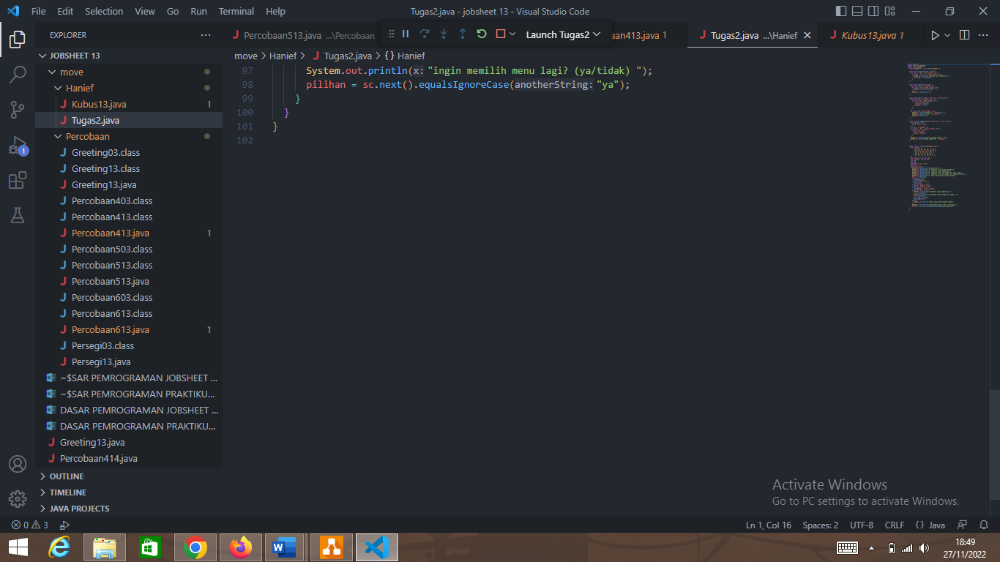 File Edit Selection View Go Run Terminal Help
Tugas2.java - jobsheet 13 - Visual Studio Code
EXPLORER
Percobaan513.java ...\Percobaan
Launch Tugas2
aan413.java 1
Tugas2.java ...\Hanief
Kubus13.java 1
JOBSHEET 13
move
Hanief
Kubus13.java 1
Tugas2.java
Percobaan
Greeting03.class
Greeting13.class
Greeting13.java
Percobaan403.class
Percobaan413.class
Percobaan413.java 1
Percobaan503.class
Percobaan513.class
Percobaan513.java
Percobaan603.class
Percobaan613.class
Percobaan613.java 1
Persegi03.class
Persegi13.java
~$SAR PEMROGRAMAN JOBSHEET ...
~$SAR PEMROGRAMAN PRAKTIKU...
DASAR PEMROGRAMAN JOBSHEET ...
DASAR PEMROGRAMAN PRAKTIKU...
Greeting13.java
Percobaan414.java
OUTLINE
TIMELINE
JAVA PROJECTS
move > Hanief > Tugas2.java > {} Hanief
97 System.out.println(x: "ingin memilih menu lagi? (ya/tidak) ");
98 pilihan = sc.next().equalsIgnoreCase(anotherString: "ya");
99 }
100 }
101 }
102
Activate Windows
Go to PC settings to activate Windows.
1
0 3
Ln 1, Col 16 Spaces: 2 UTF-8 CRLF {} Java
18:49
27/11/2022